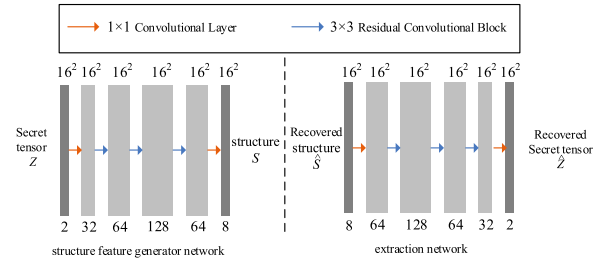 1×1 Convolutional Layer 3×3 Residual Convolutional Block
16² 16² 16² 16² 16² 16² 16² 16² 16² 16² 16² 16²
Secret
tensor
Z
structure
S
Recovered
structure
Ŝ
Recovered
Secret tensor
Ẑ
2 32 64 128 64 8 8 64 128 64 32 2
structure feature generator network
extraction network